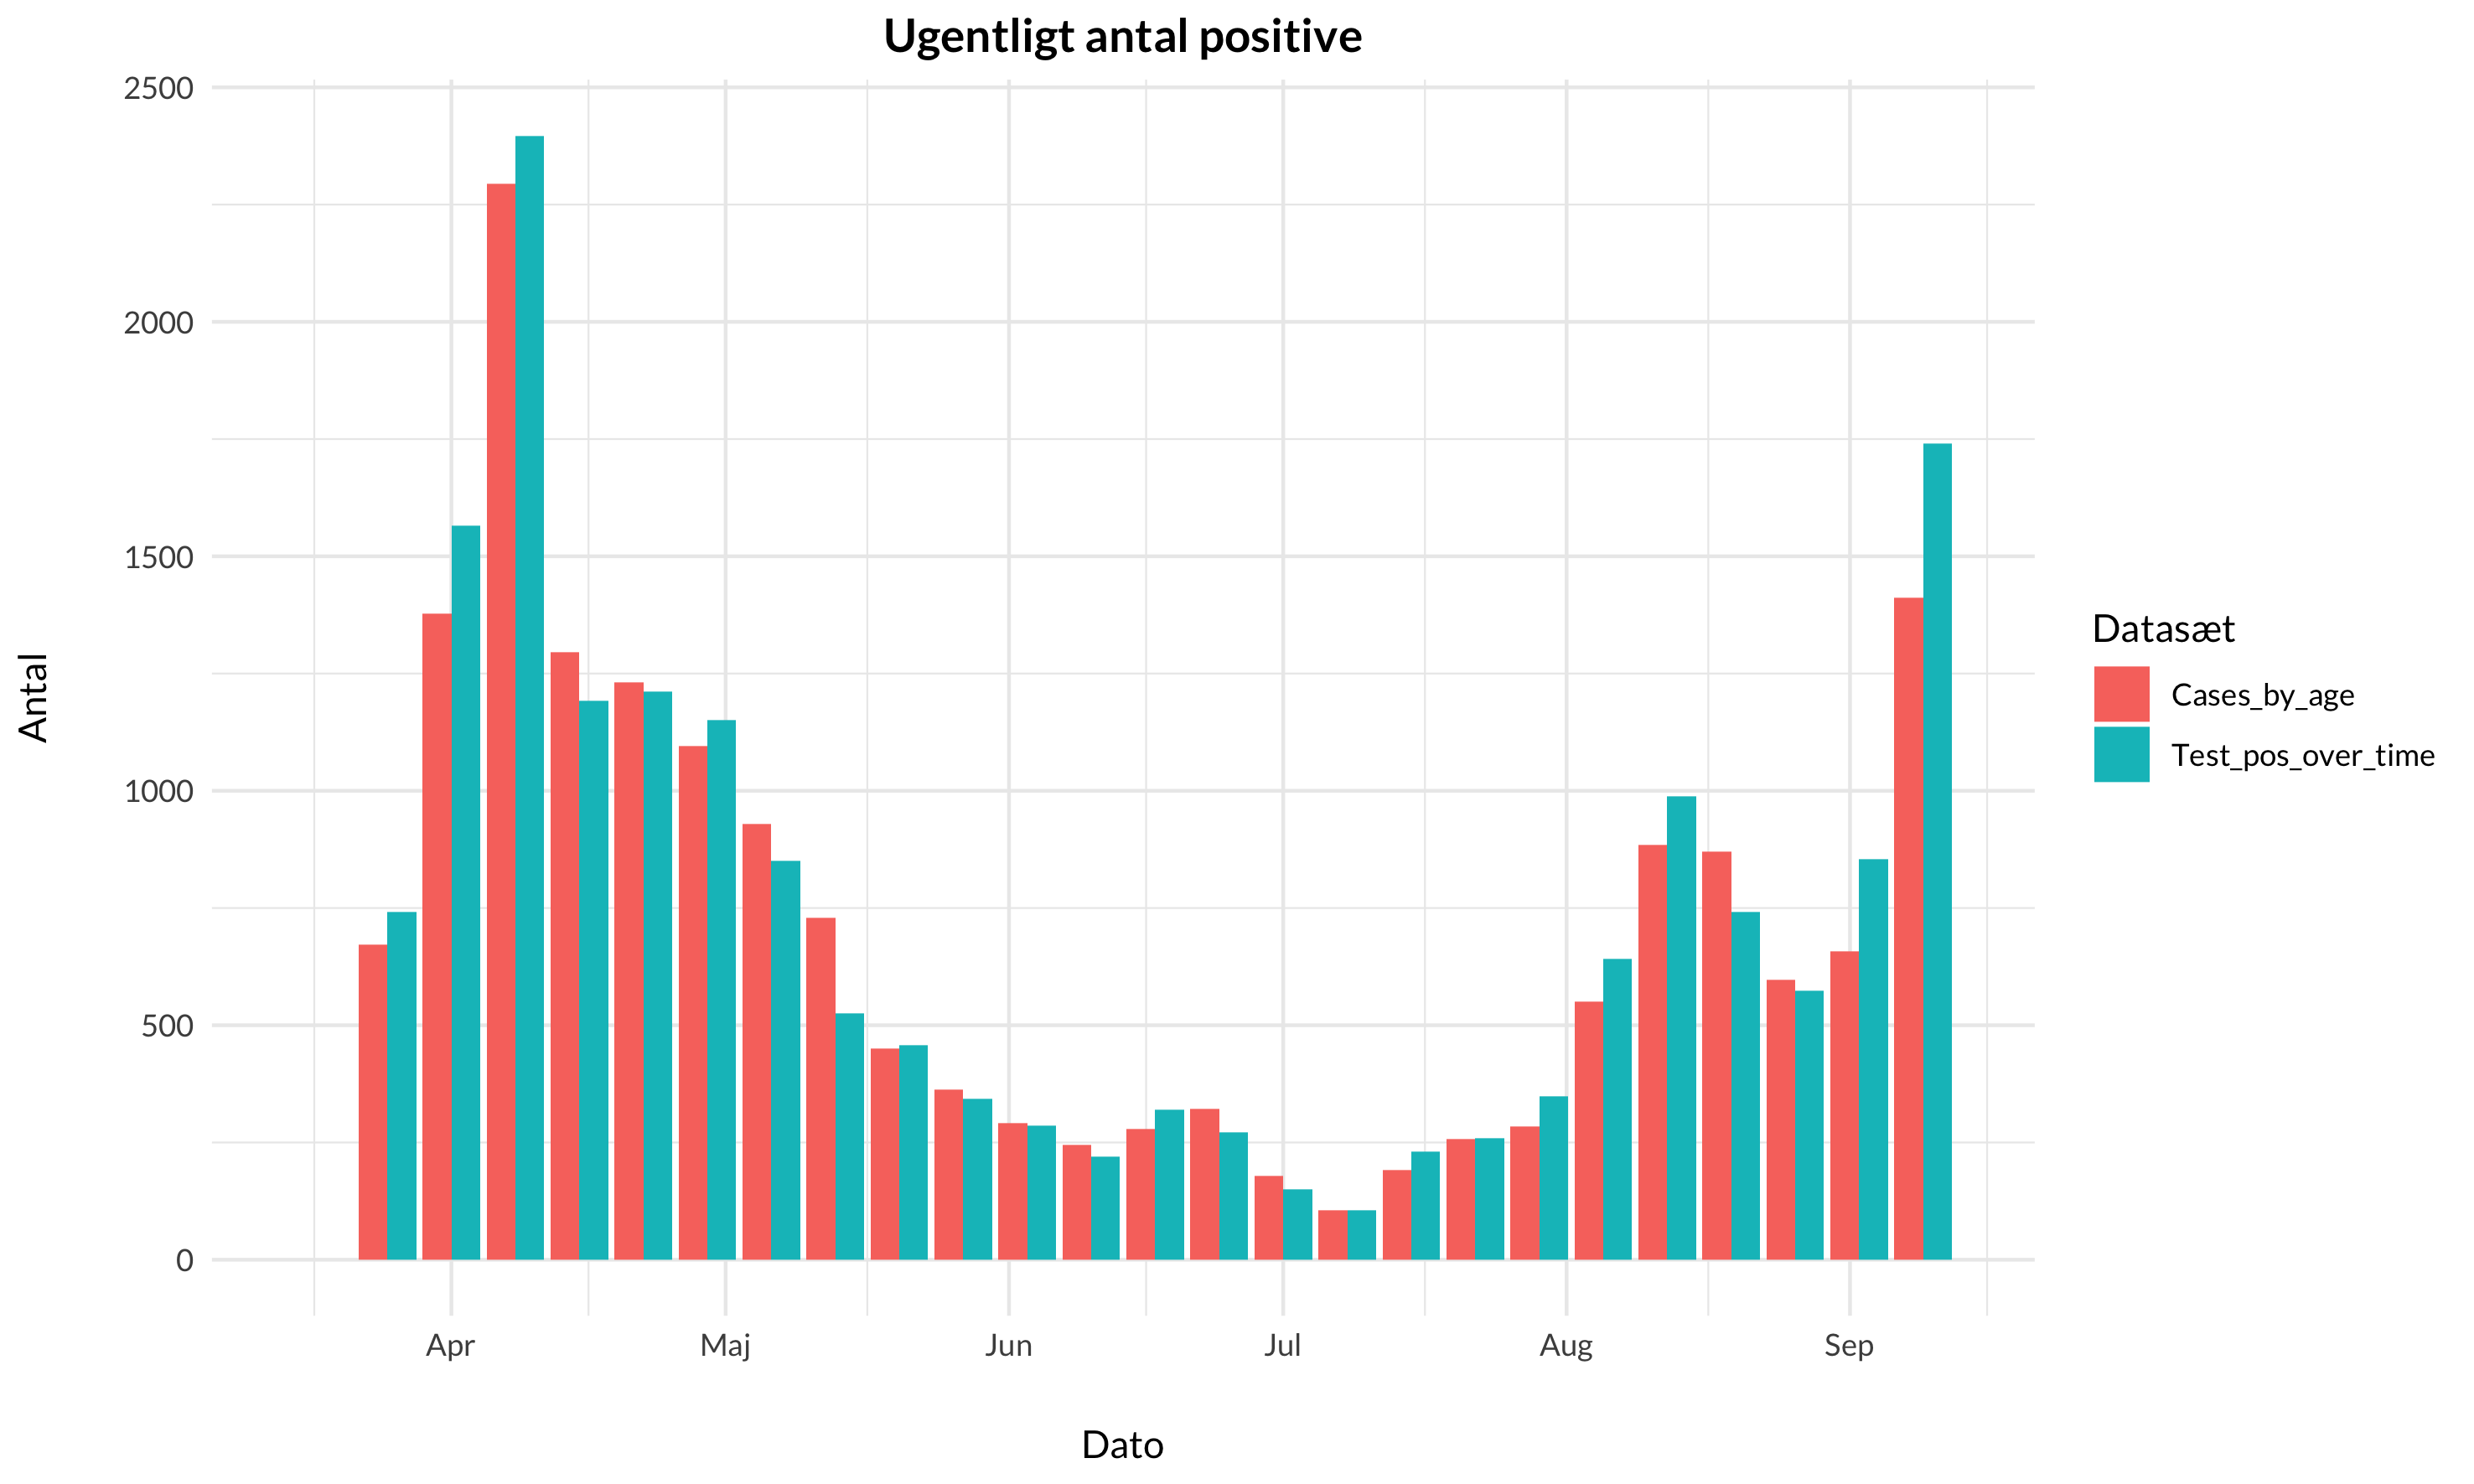 Ugentligt antal positive
2500
2000
1500
1000
500
0
Antal
Apr Maj Jun Jul Aug Sep
Dato
Datasæt
Cases_by_age
Test_pos_over_time